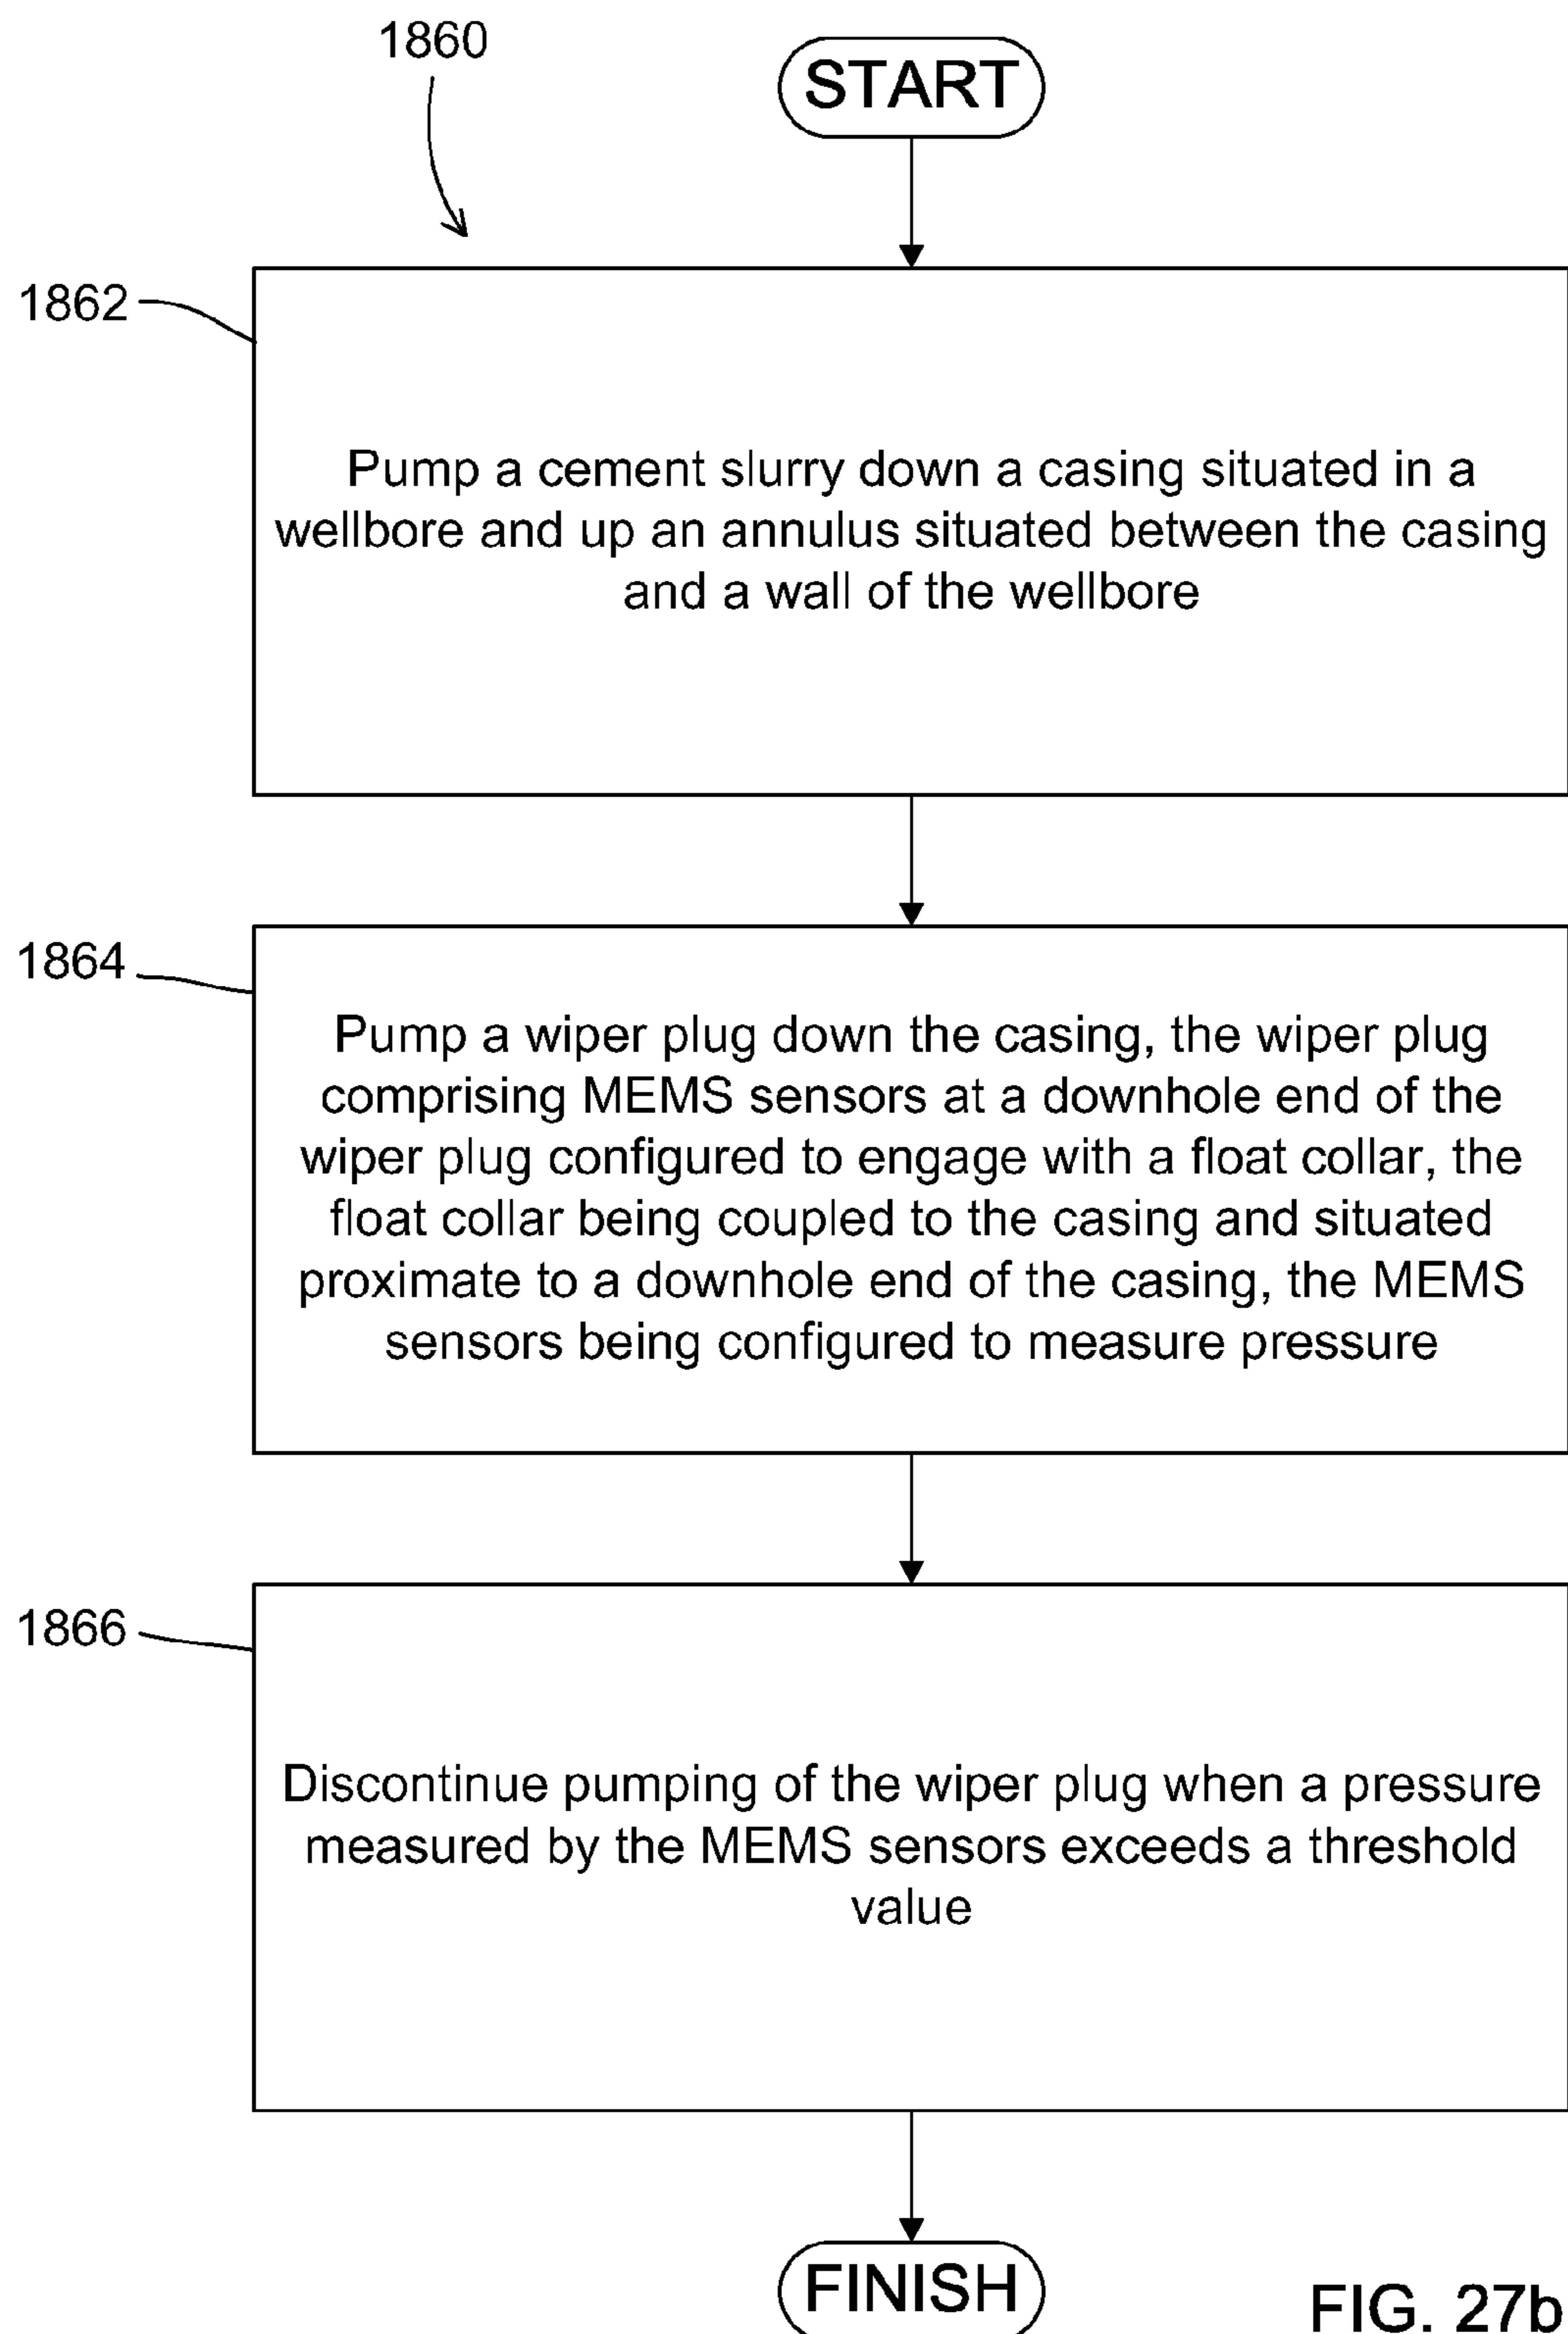 1860
START
1862
Pump a cement slurry down a casing situated in a
wellbore and up an annulus situated between the casing
and a wall of the wellbore
1864
Pump a wiper plug down the casing, the wiper plug
comprising MEMS sensors at a downhole end of the
wiper plug configured to engage with a float collar, the
float collar being coupled to the casing and situated
proximate to a downhole end of the casing, the MEMS
sensors being configured to measure pressure
1866
Discontinue pumping of the wiper plug when a pressure
measured by the MEMS sensors exceeds a threshold
value
FINISH
FIG. 27b